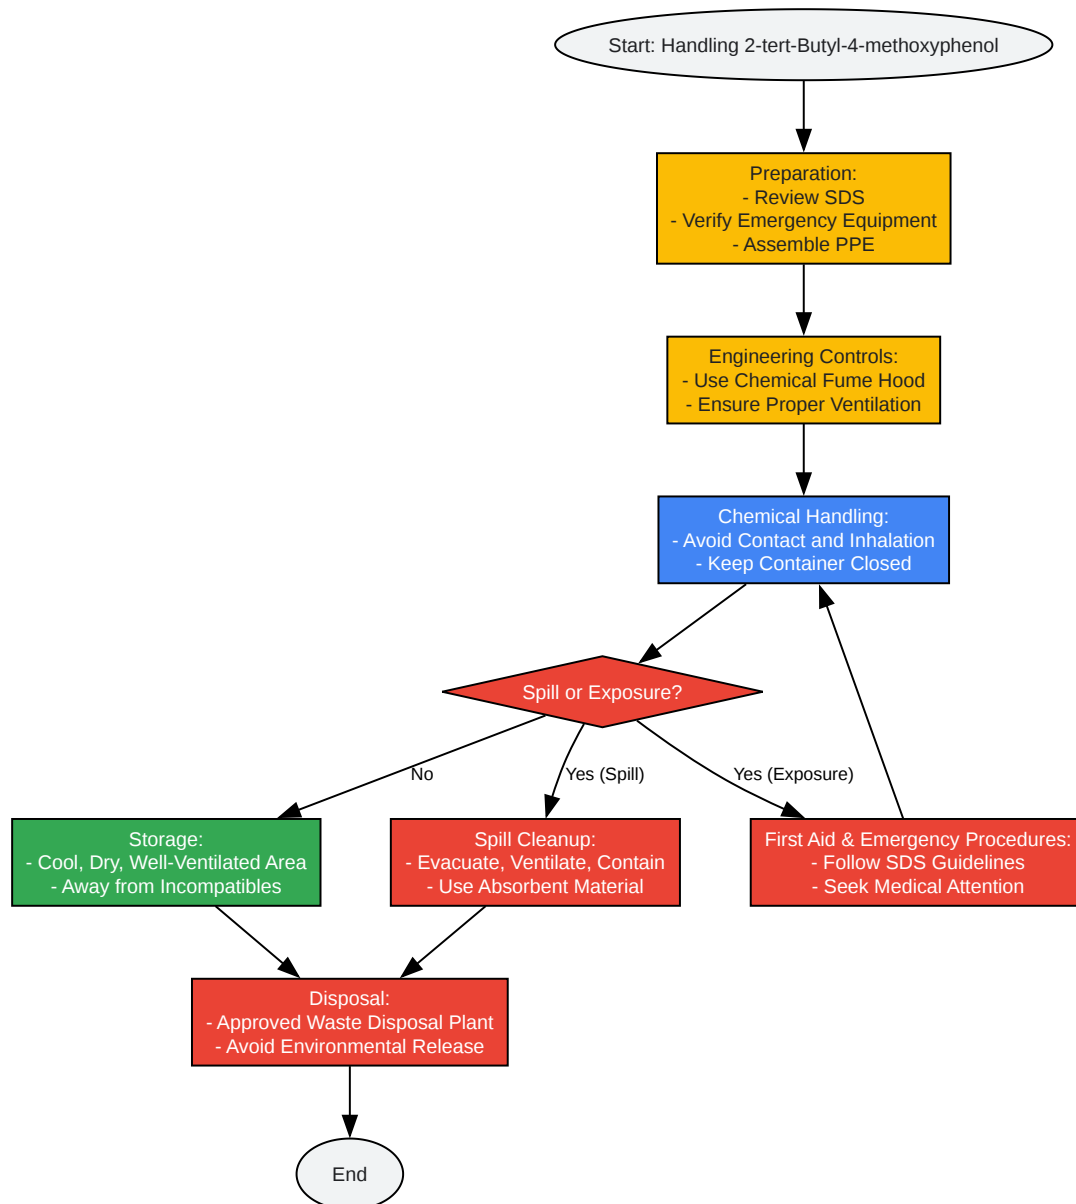 Start: Handling 2-tert-Butyl-4-methoxyphenol
Preparation:
- Review SDS
- Verify Emergency Equipment
- Assemble PPE
Engineering Controls:
- Use Chemical Fume Hood
- Ensure Proper Ventilation
Chemical Handling:
- Avoid Contact and Inhalation
- Keep Container Closed
Spill or Exposure?
No
Yes (Spill)
Yes (Exposure)
Storage:
- Cool, Dry, Well-Ventilated Area
- Away from Incompatibles
Spill Cleanup:
- Evacuate, Ventilate, Contain
- Use Absorbent Material
First Aid & Emergency Procedures:
- Follow SDS Guidelines
- Seek Medical Attention
Disposal:
- Approved Waste Disposal Plant
- Avoid Environmental Release
End